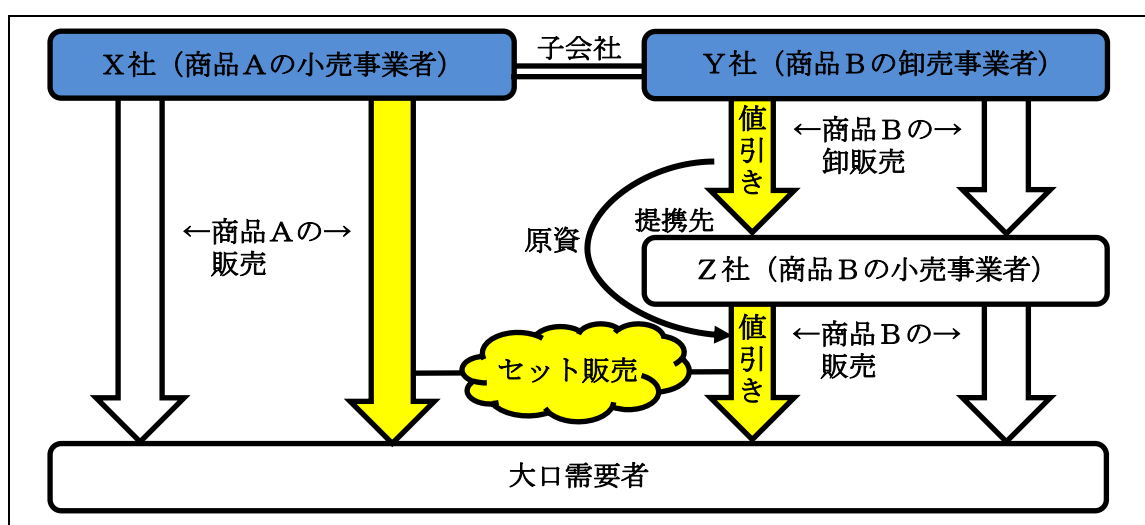 X社（商品Aの小売事業者）
子会社
Y社（商品Bの卸売事業者）
値引き
←商品Bの→
卸販売
←商品Aの→
販売
原資
提携先
Z社（商品Bの小売事業者）
値引き
←商品Bの→
販売
セット販売
大口需要者